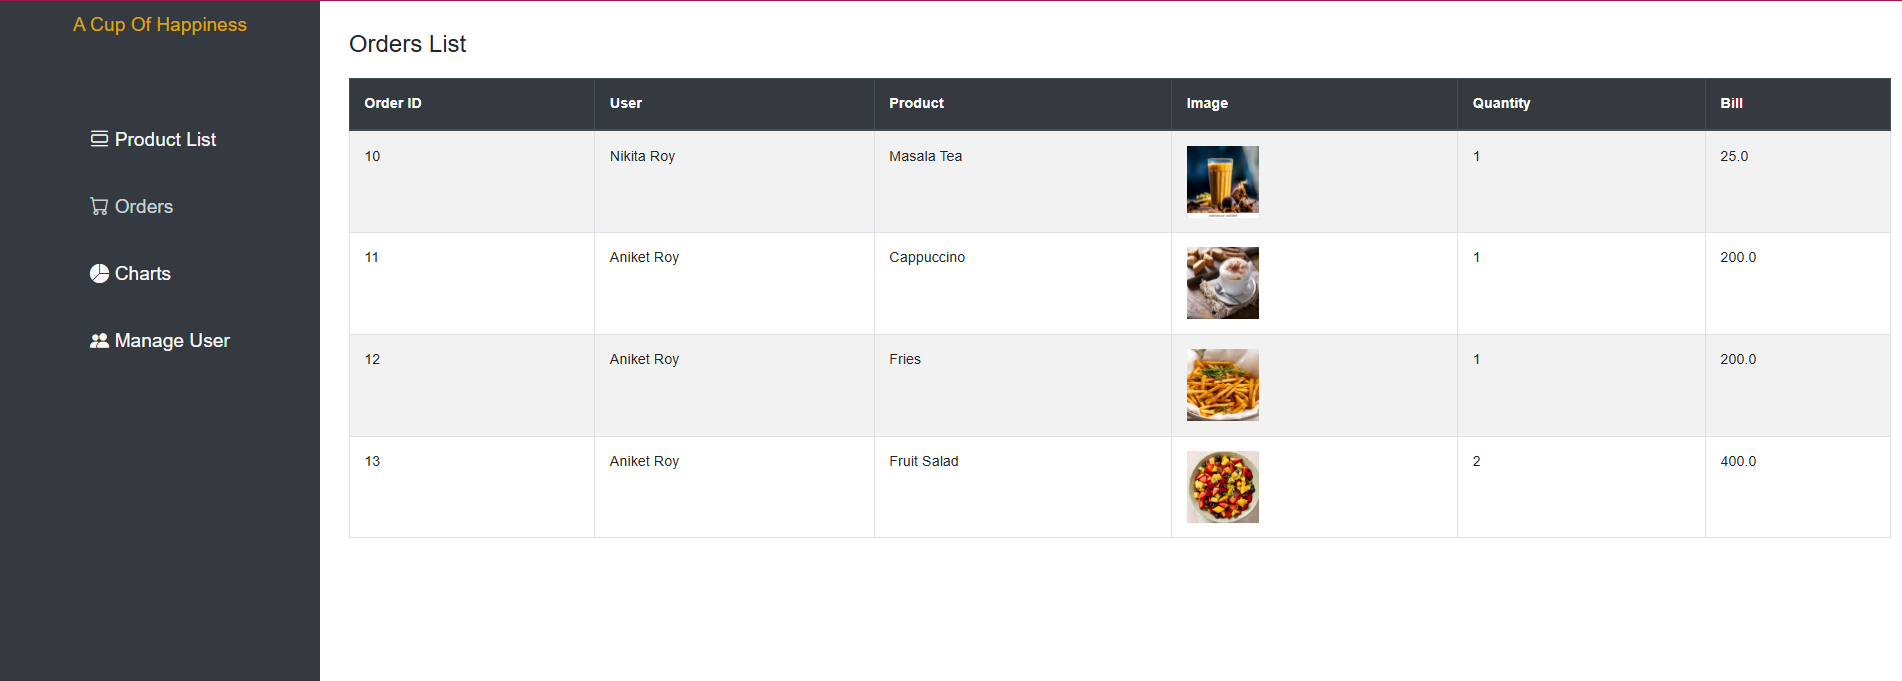 A Cup Of Happiness
Product List
Orders
Charts
Manage User
Orders List
Order ID User Product Image Quantity Bill
10 Nikita Roy Masala Tea 1 25.0
11 Aniket Roy Cappuccino 1 200.0
12 Aniket Roy Fries 1 200.0
13 Aniket Roy Fruit Salad 2 400.0